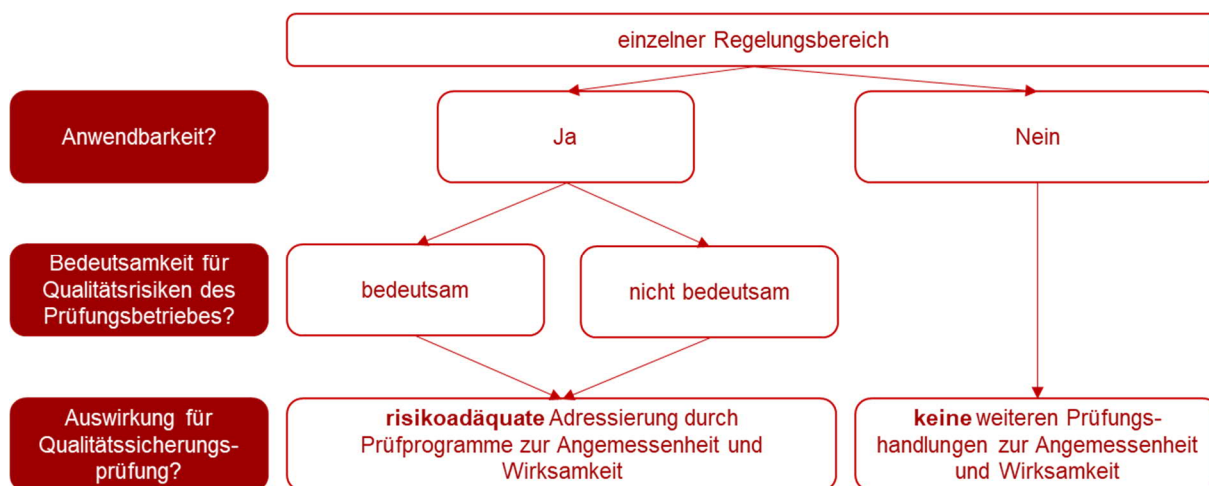 einzelner Regelungsbereich
Anwendbarkeit?
Ja
Nein
Bedeutsamkeit für
Qualitätsrisiken des
Prüfungsbetriebes?
bedeutsam
nicht bedeutsam
Auswirkung für
Qualitätssicherungs-
prüfung?
risikoadäquate Adressierung durch
Prüfprogramme zur Angemessenheit und
Wirksamkeit
keine weiteren Prüfungs-
handlungen zur Angemessenheit
und Wirksamkeit